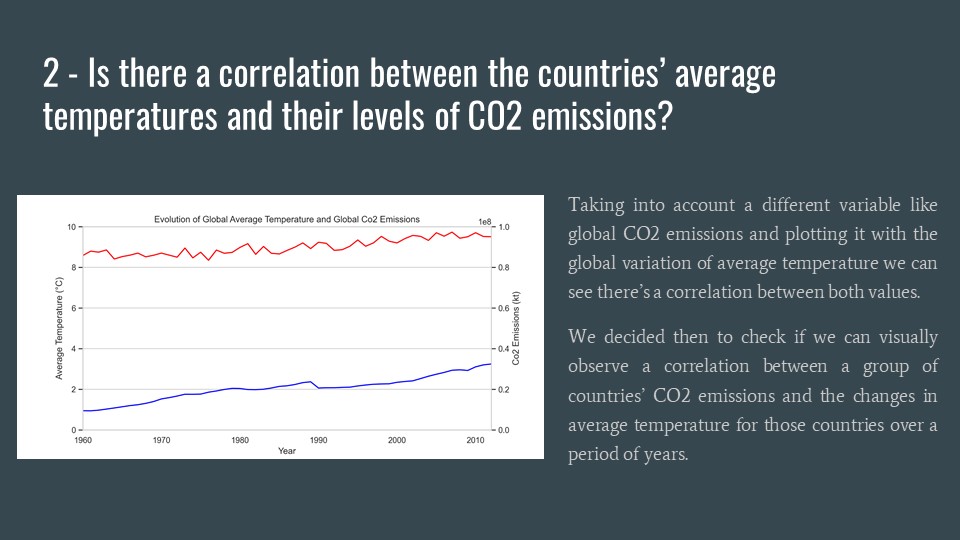 2 - Is there a correlation between the countries’ average
temperatures and their levels of CO2 emissions?
Evolution of Global Average Temperature and Global Co2 Emissions
1e8
10
8
6
4
2
0
Average Temperature (°C)
1.0
0.8
0.6
0.4
0.2
0.0
Co2 Emissions (kt)
1960 1970 1980 1990 2000 2010
Year
Taking into account a different variable like
global CO2 emissions and plotting it with the
global variation of average temperature we can
see there’s a correlation between both values.
We decided then to check if we can visually
observe a correlation between a group of
countries’ CO2 emissions and the changes in
average temperature for those countries over a
period of years.